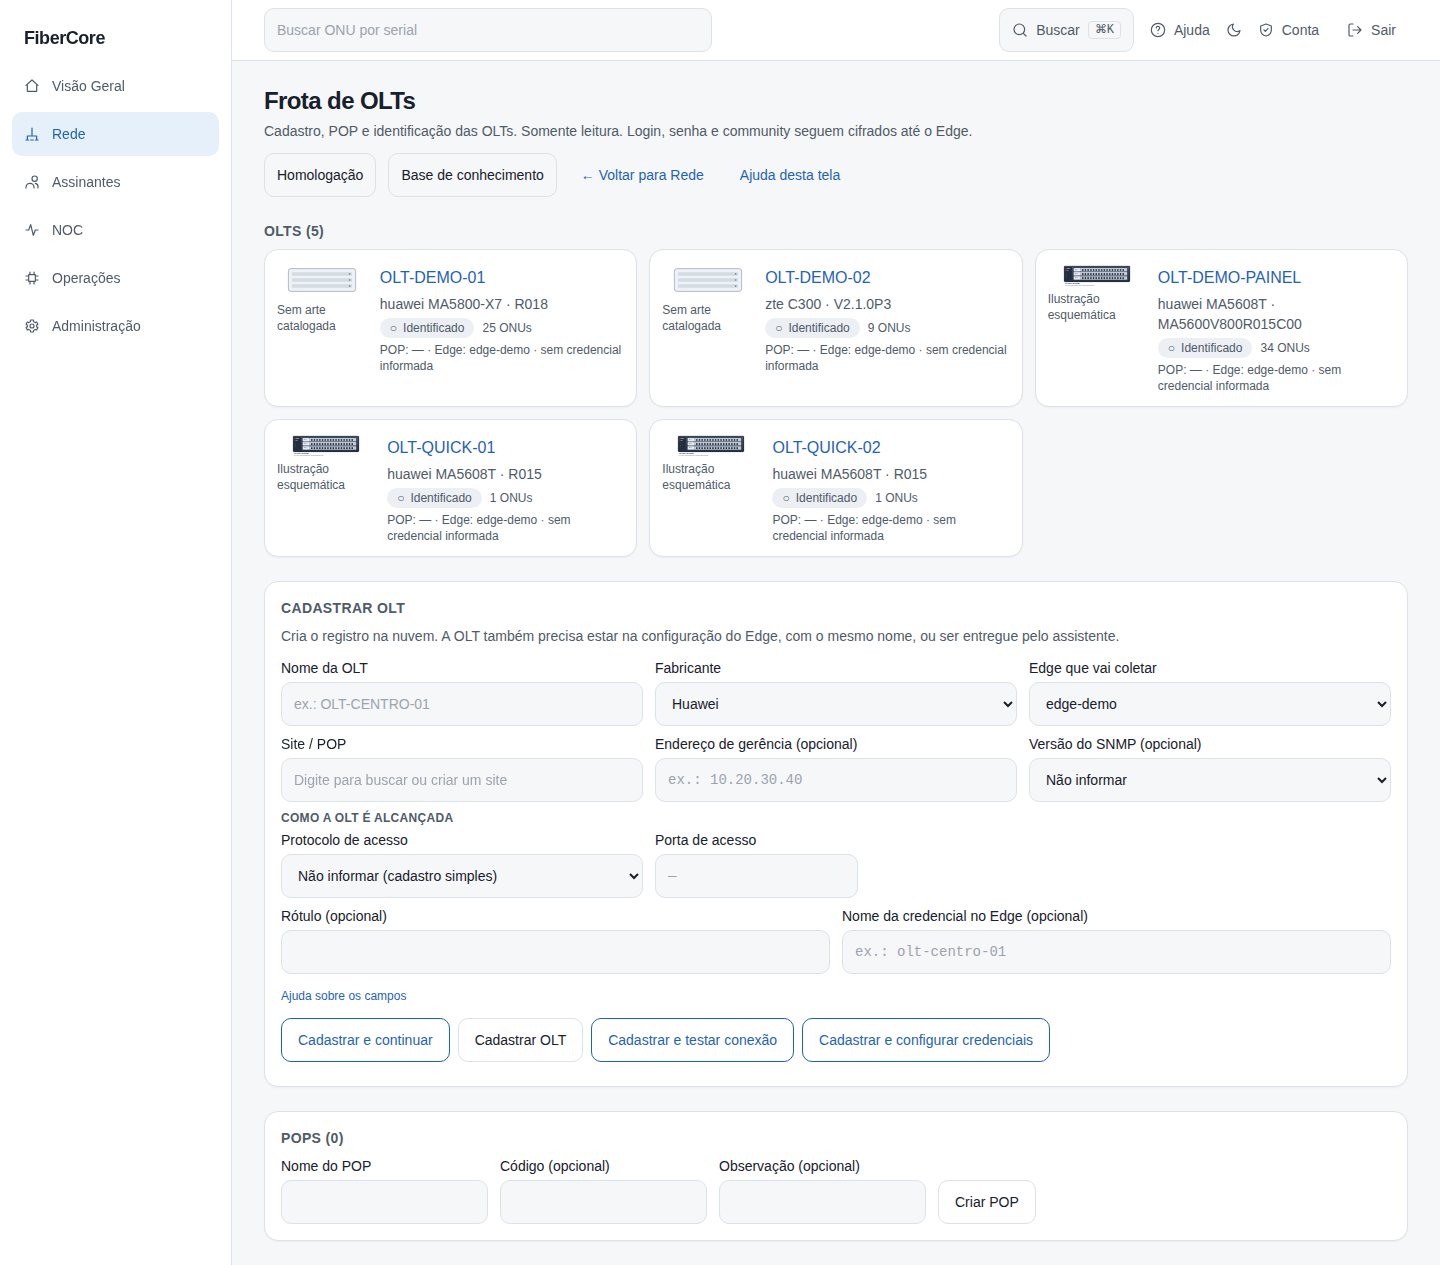 FiberCore
Buscar ONU por serial
Buscar ⌘K
Ajuda
Conta
Sair
Visão Geral
Rede
Assinantes
NOC
Operações
Administração
Frota de OLTs
Cadastro, POP e identificação das OLTs. Somente leitura. Login, senha e community seguem cifrados até o Edge.
Homologação
Base de conhecimento
← Voltar para Rede
Ajuda desta tela
OLTS (5)
Sem arte
catalogada
OLT-DEMO-01
huawei MA5800-X7 · R018
○ Identificado 25 ONUs
POP: — · Edge: edge-demo · sem credencial
informada
Sem arte
catalogada
OLT-DEMO-02
zte C300 · V2.1.0P3
○ Identificado 9 ONUs
POP: — · Edge: edge-demo · sem credencial
informada
Ilustração
esquemática
OLT-DEMO-PAINEL
huawei MA5608T ·
MA5600V800R015C00
○ Identificado 34 ONUs
POP: — · Edge: edge-demo · sem
credencial informada
Ilustração
esquemática
OLT-QUICK-01
huawei MA5608T · R015
○ Identificado 1 ONUs
POP: — · Edge: edge-demo · sem
credencial informada
Ilustração
esquemática
OLT-QUICK-02
huawei MA5608T · R015
○ Identificado 1 ONUs
POP: — · Edge: edge-demo · sem
credencial informada
CADASTRAR OLT
Cria o registro na nuvem. A OLT também precisa estar na configuração do Edge, com o mesmo nome, ou ser entregue pelo assistente.
Nome da OLT
ex.: OLT-CENTRO-01
Fabricante
Huawei
Edge que vai coletar
edge-demo
Site / POP
Digite para buscar ou criar um site
Endereço de gerência (opcional)
ex.: 10.20.30.40
Versão do SNMP (opcional)
Não informar
COMO A OLT É ALCANÇADA
Protocolo de acesso
Não informar (cadastro simples)
Porta de acesso
—
Rótulo (opcional)
Nome da credencial no Edge (opcional)
ex.: olt-centro-01
Ajuda sobre os campos
Cadastrar e continuar
Cadastrar OLT
Cadastrar e testar conexão
Cadastrar e configurar credenciais
POPS (0)
Nome do POP
Código (opcional)
Observação (opcional)
Criar POP